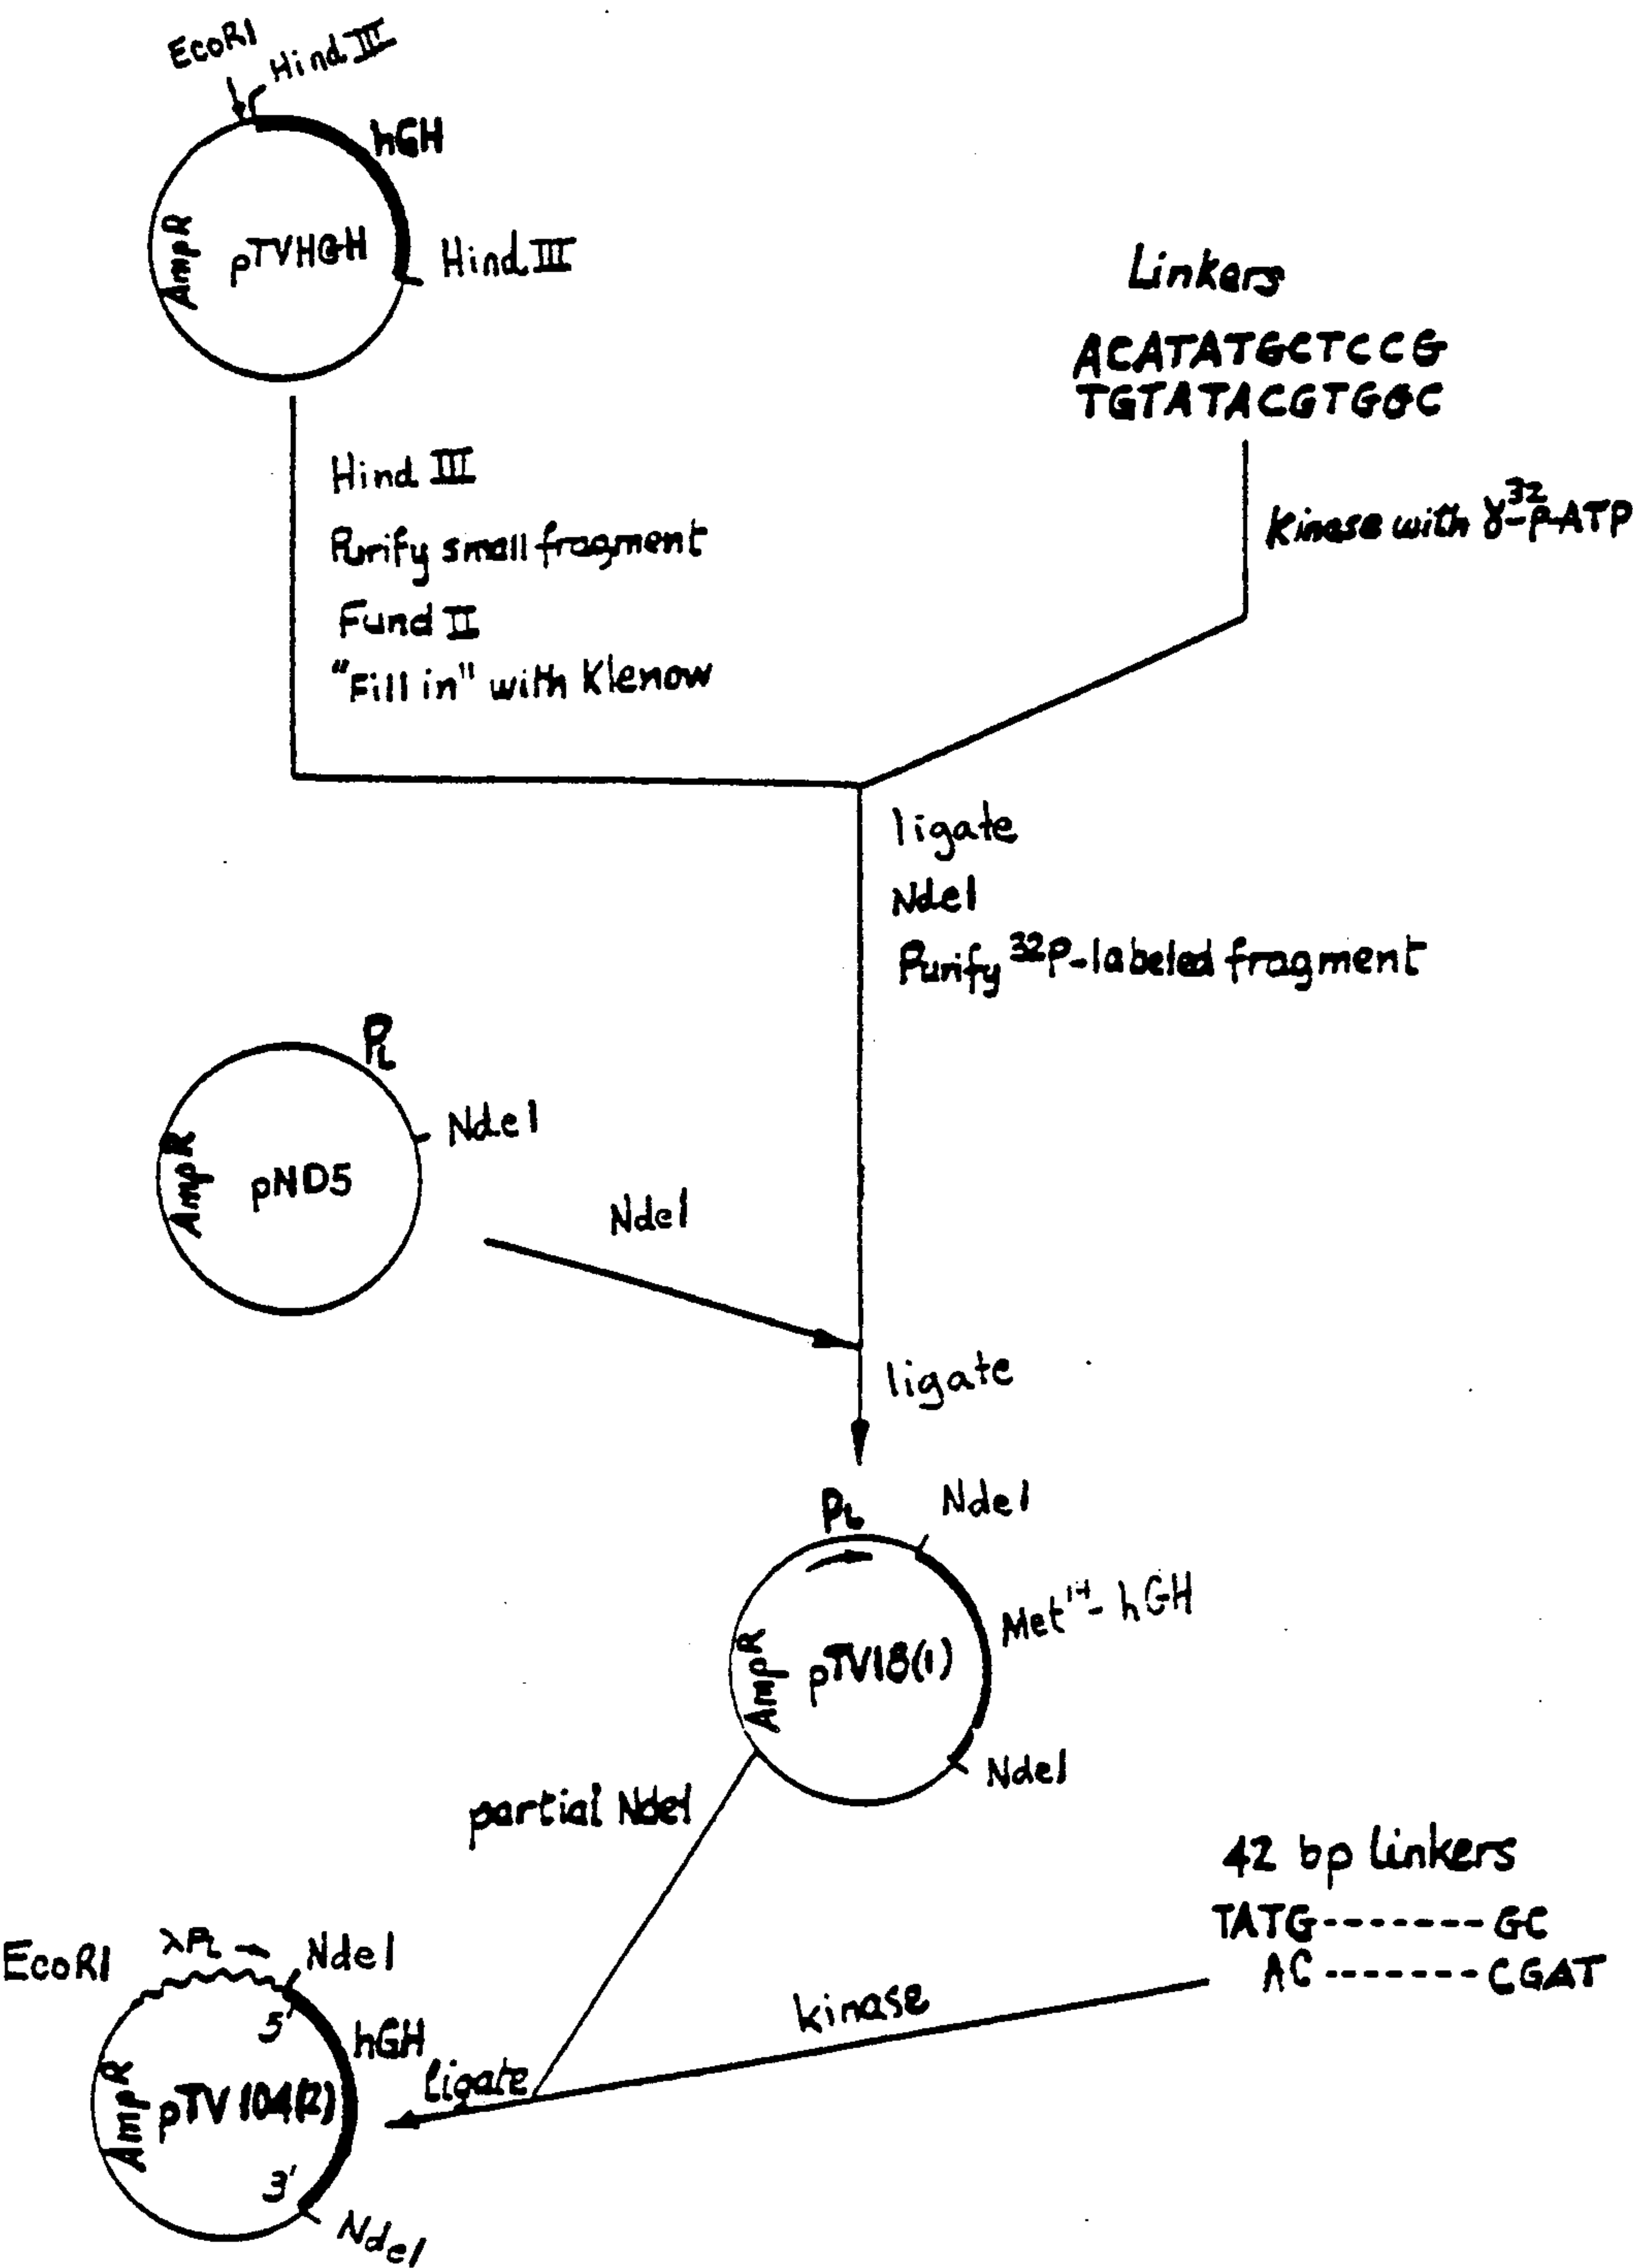 EcoRI
Hind III
hGH
AmpR
pTVHGH
Hind III
Linkers
ACATATGCTCCG
TGTATACGTGGC
Hind III
Purify small fragment
Fund II
"Fill in" with Klenow
Kinase with γ-³²P-ATP
ligate
NdeI
Purify ³²P-labeled fragment
PL
NdeI
AmpR
pND5
NdeI
ligate
PL
NdeI
Met¹⁴-hGH
AmpR
pTV18(1)
NdeI
partial NdeI
42 bp linkers
TATG-------GC
AC-------CGAT
kinase
ligate
EcoRI
λPL
NdeI
5'
hGH
AmpR
pTV104(2)
3'
NdeI